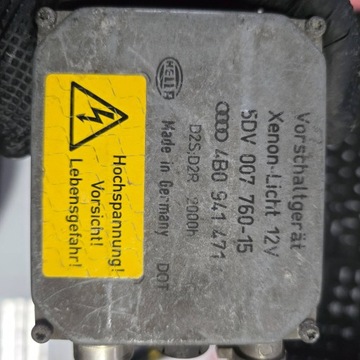 Vorschaltgerät
Xenon-Licht 12V
5DV 007 760-15
4B0 941 471
D2S;D2R 2000h
Made in Germany DOT
HELLA
Hochspannung!
Vorsicht!
Lebensgefahr!